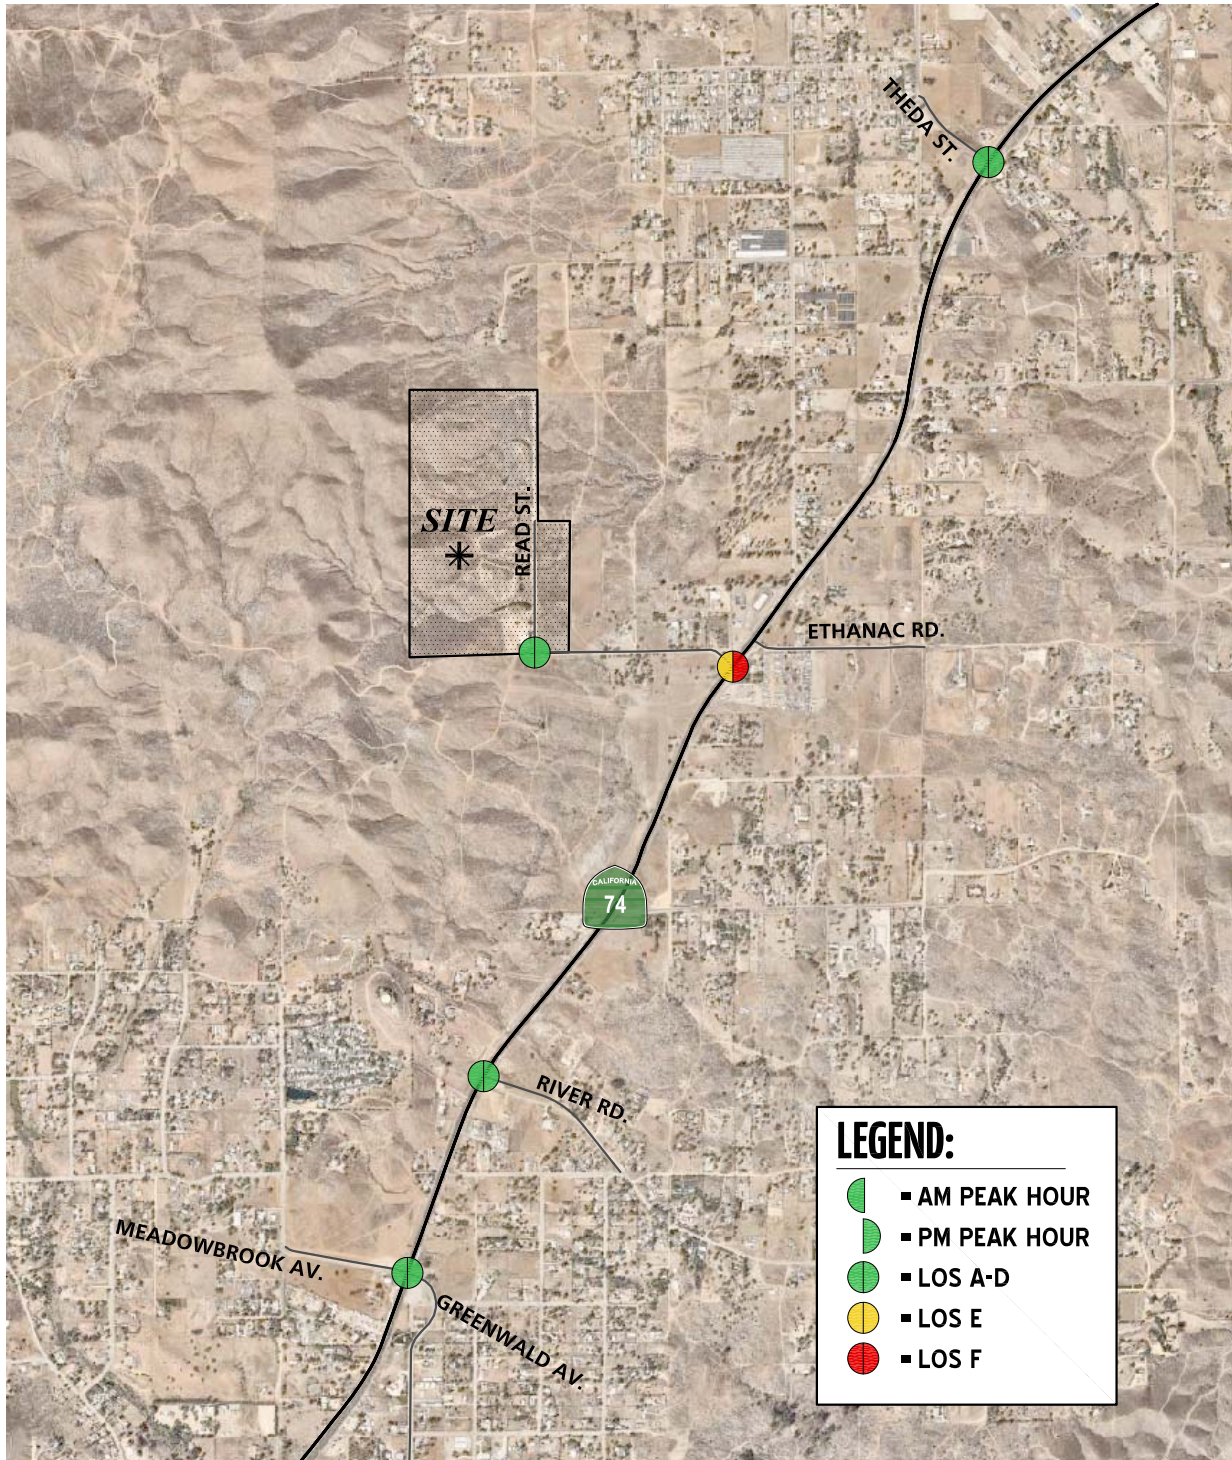 THEDA ST.
SITE
READ ST.
ETHANAC RD.
CALIFORNIA
74
RIVER RD.
MEADOWBROOK AV.
GREENWALD AV.
LEGEND:
= AM PEAK HOUR
= PM PEAK HOUR
= LOS A-D
= LOS E
= LOS F